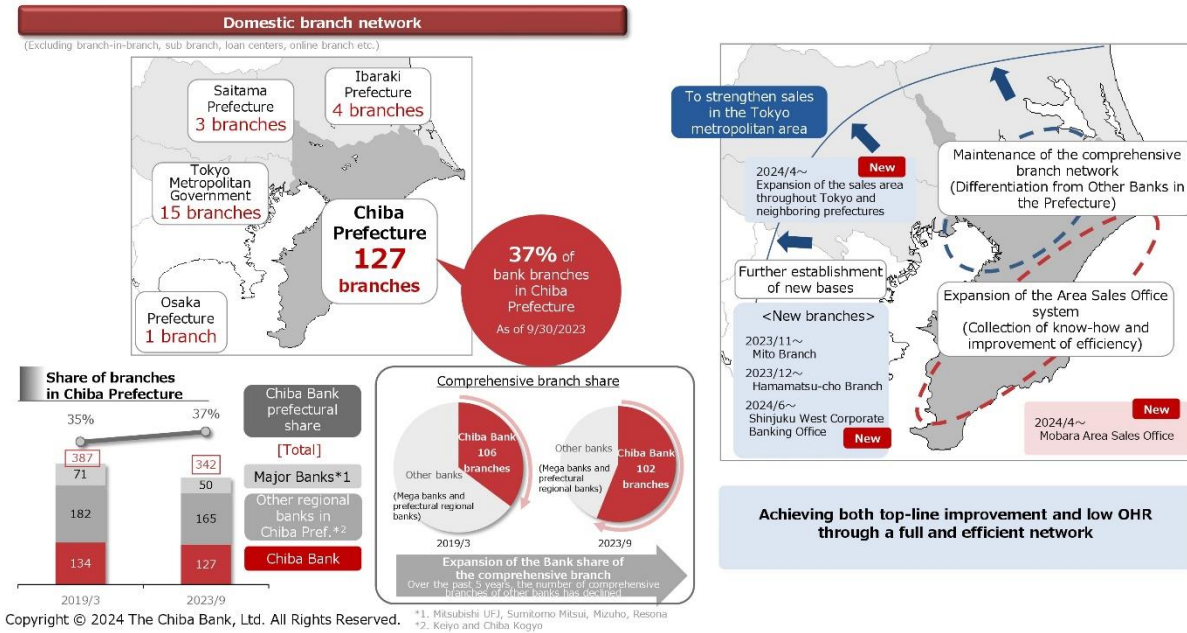 Domestic branch network
(Excluding branch-in-branch, sub branch, loan centers, online branch etc.)
Saitama
Prefecture
3 branches
Ibaraki
Prefecture
4 branches
Tokyo
Metropolitan
Government
15 branches
Chiba
Prefecture
127
branches
Osaka
Prefecture
1 branch
37% of
bank branches
in Chiba
Prefecture
As of 9/30/2023
To strengthen sales
in the Tokyo
metropolitan area
New
2024/4～
Expansion of the sales area
throughout Tokyo and
neighboring prefectures
Maintenance of the comprehensive
branch network
(Differentiation from Other Banks in
the Prefecture)
Further establishment
of new bases
Expansion of the Area Sales Office
system
(Collection of know-how and
improvement of efficiency)
<New branches>
2023/11～
Mito Branch
2023/12～
Hamamatsu-cho Branch
2024/6～
Shinjuku West Corporate
Banking Office
New
New
2024/4～
Mobara Area Sales Office
Share of branches
in Chiba Prefecture
35%
37%
Chiba Bank
prefectural
share
[Total]
387
342
71
50
Major Banks*1
182
165
Other regional
banks in
Chiba Pref.*2
134
127
Chiba Bank
2019/3
2023/9
Comprehensive branch share
Chiba Bank
106
branches
Other banks
(Mega banks and
prefectural regional
banks)
2019/3
Other banks
(Mega banks and
prefectural regional
banks)
Chiba Bank
102
branches
2023/9
Expansion of the Bank share of
the comprehensive branch
Over the past 5 years, the number of comprehensive
branches of other banks has declined
Achieving both top-line improvement and low OHR
through a full and efficient network
Copyright © 2024 The Chiba Bank, Ltd. All Rights Reserved.
*1. Mitsubishi UFJ, Sumitomo Mitsui, Mizuho, Resona
*2. Keiyo and Chiba Kogyo